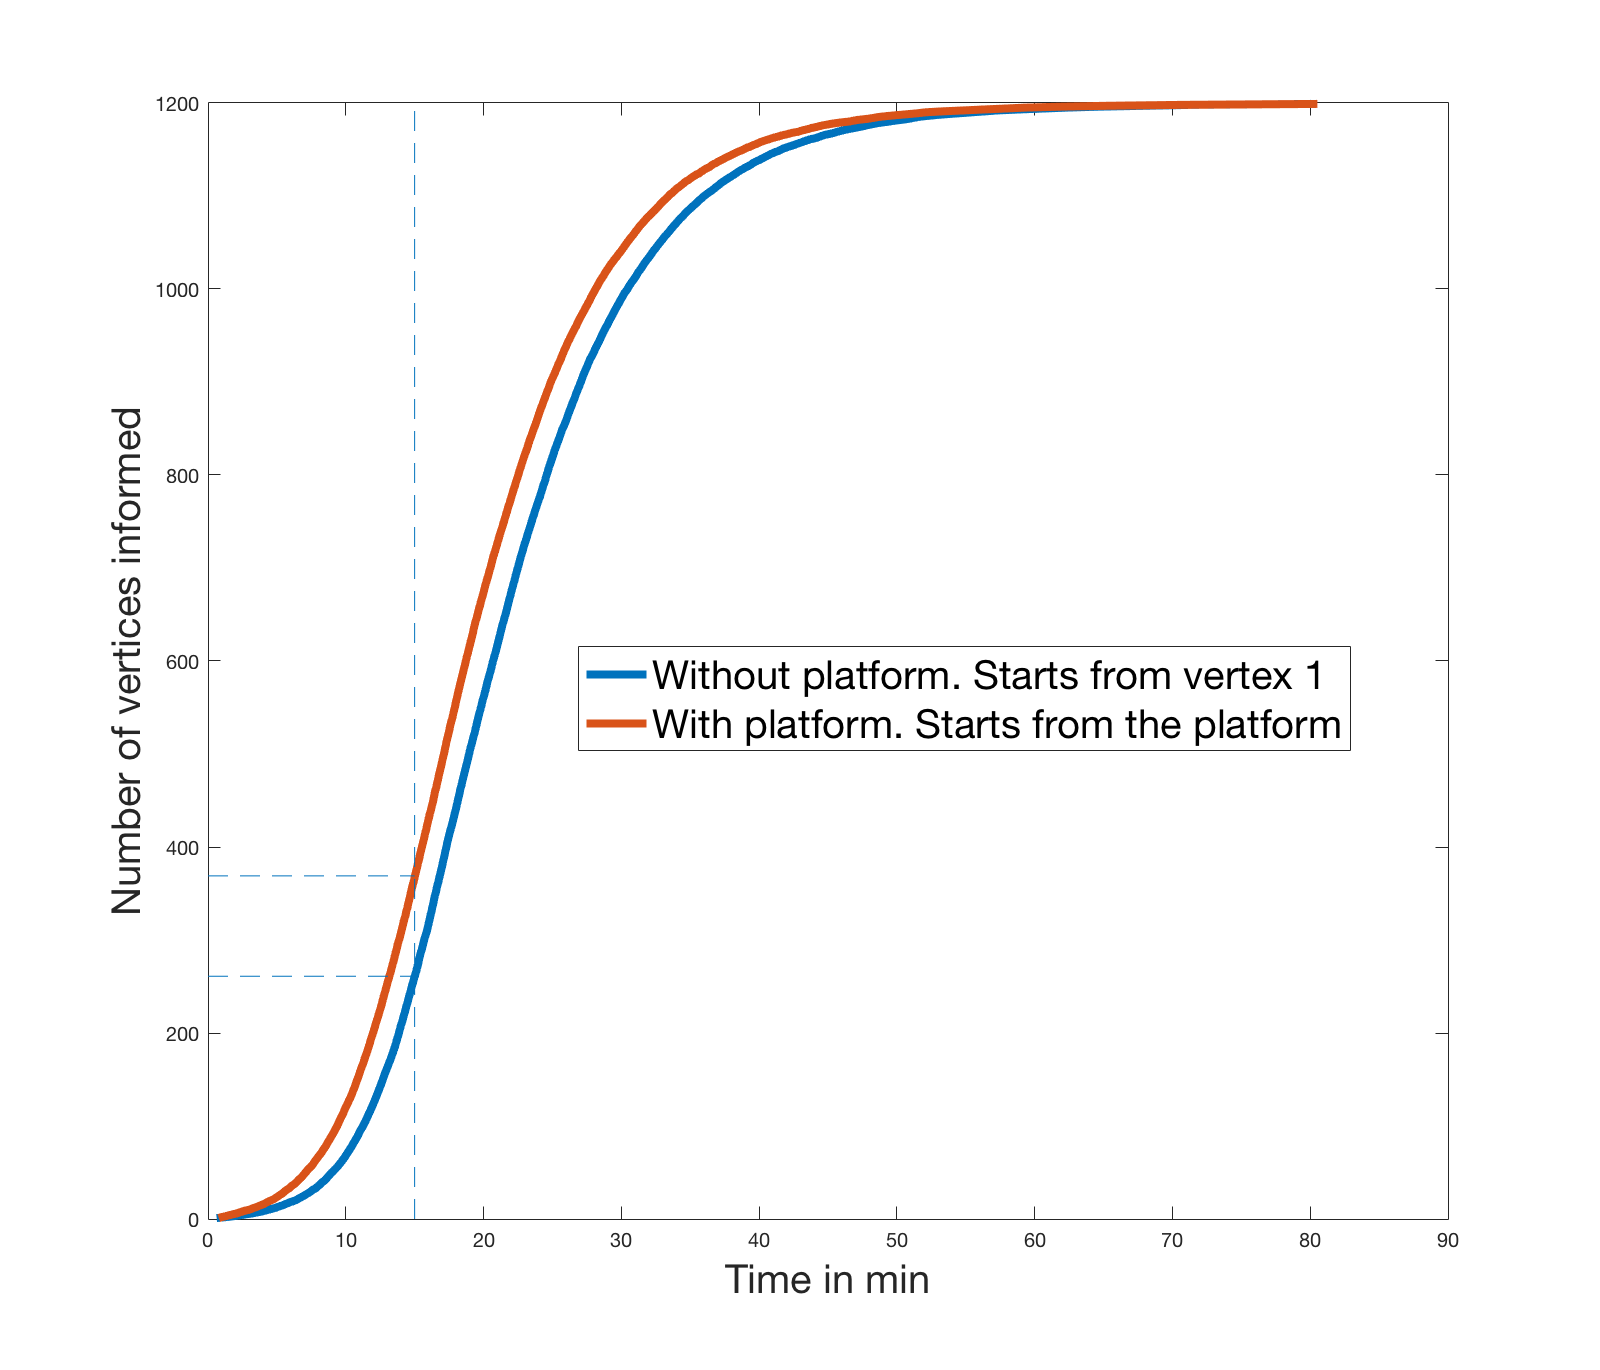 1200
1000
800
600
400
200
0
Number of vertices informed
Without platform. Starts from vertex 1
With platform. Starts from the platform
0 10 20 30 40 50 60 70 80 90
Time in min